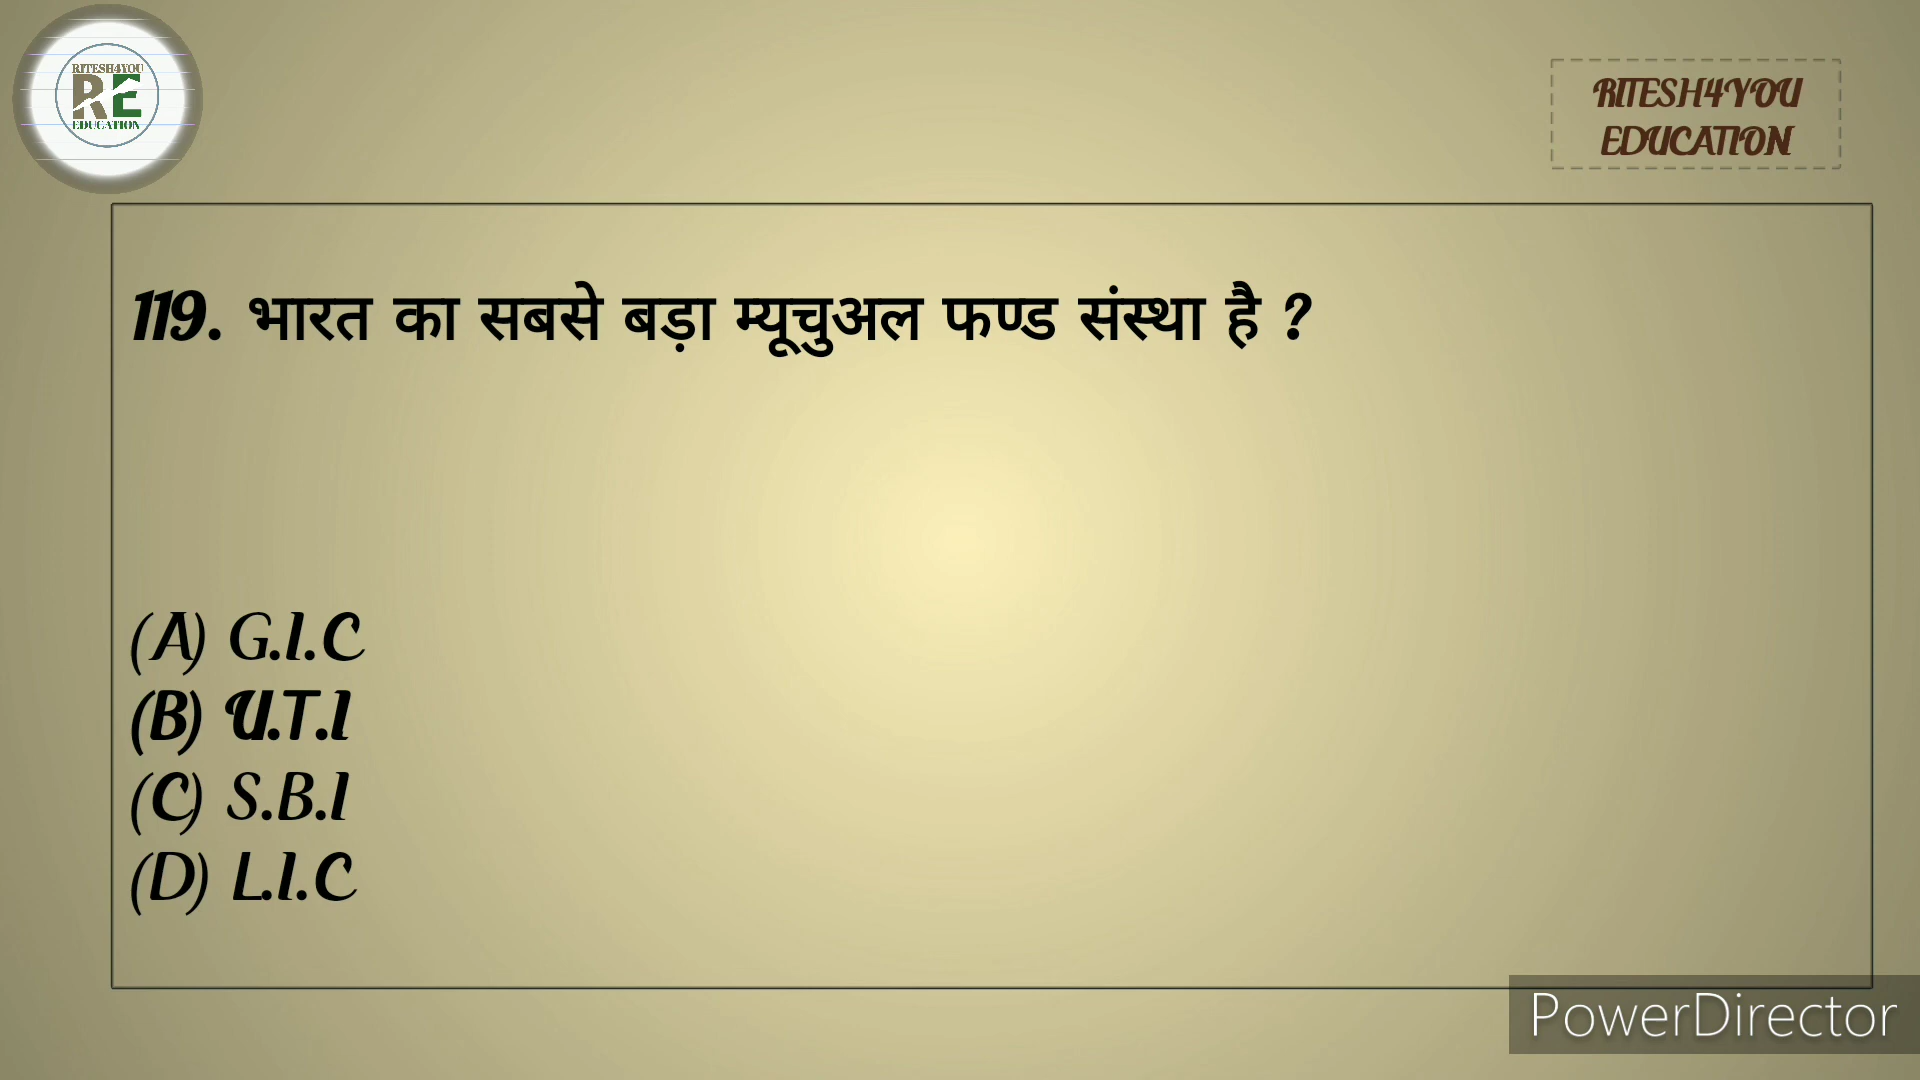 RITESH4YOU
RE
EDUCATION
RITESH4YOU
EDUCATION
119. भारत का सबसे बड़ा म्यूचुअल फण्ड संस्था है ?
(A) G.I.C
(B) U.T.I
(C) S.B.I
(D) L.I.C
PowerDirector